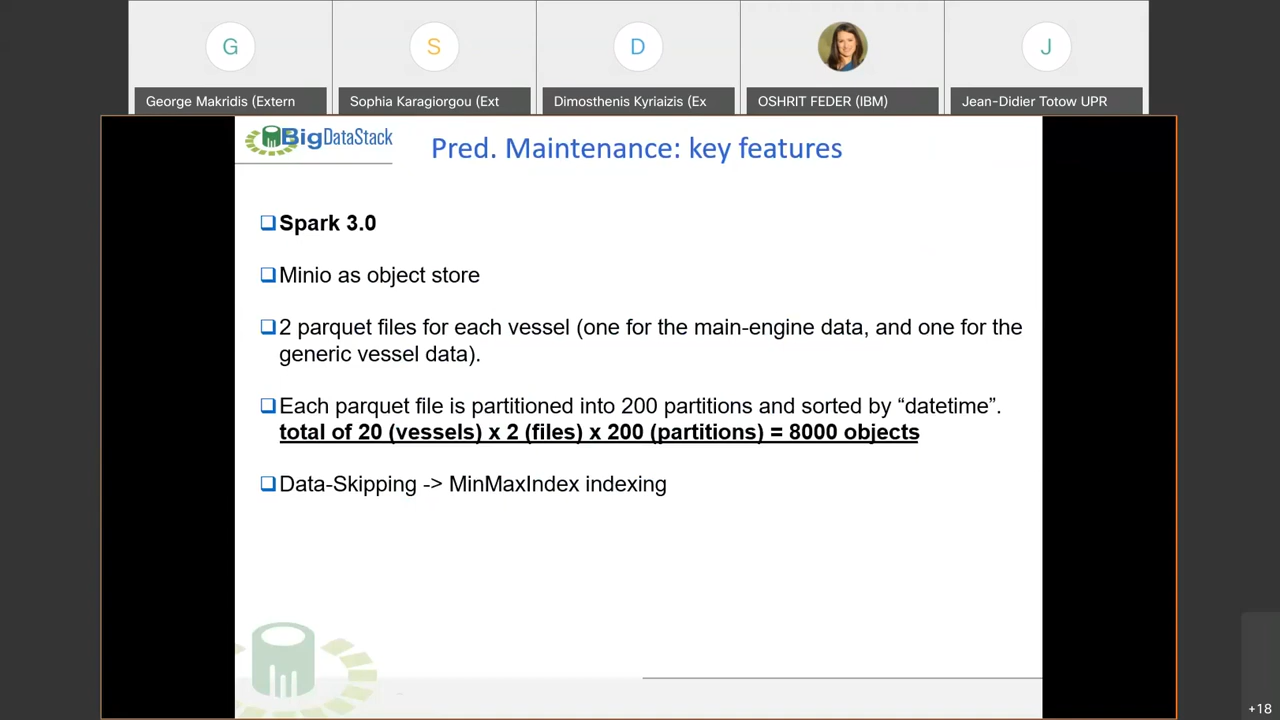 G
S
D
J
George Makridis (Extern
Sophia Karagiorgou (Ext
Dimosthenis Kyriaizis (Ex
OSHRIT FEDER (IBM)
Jean-Didier Totow UPR
BigDataStack
Pred. Maintenance: key features
Spark 3.0
Minio as object store
2 parquet files for each vessel (one for the main-engine data, and one for the
generic vessel data).
Each parquet file is partitioned into 200 partitions and sorted by “datetime”.
total of 20 (vessels) x 2 (files) x 200 (partitions) = 8000 objects
Data-Skipping -> MinMaxIndex indexing
+18